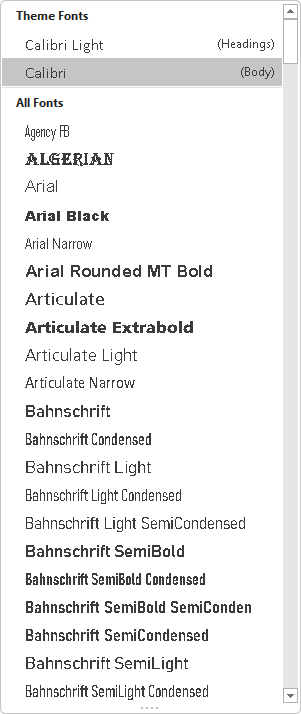 Theme Fonts
Calibri Light (Headings)
Calibri (Body)
All Fonts
Agency FB
ALGERIAN
Arial
Arial Black
Arial Narrow
Arial Rounded MT Bold
Articulate
Articulate Extrabold
Articulate Light
Articulate Narrow
Bahnschrift
Bahnschrift Condensed
Bahnschrift Light
Bahnschrift Light Condensed
Bahnschrift Light SemiCondensed
Bahnschrift SemiBold
Bahnschrift SemiBold Condensed
Bahnschrift SemiBold SemiConden
Bahnschrift SemiCondensed
Bahnschrift SemiLight
Bahnschrift SemiLight Condensed